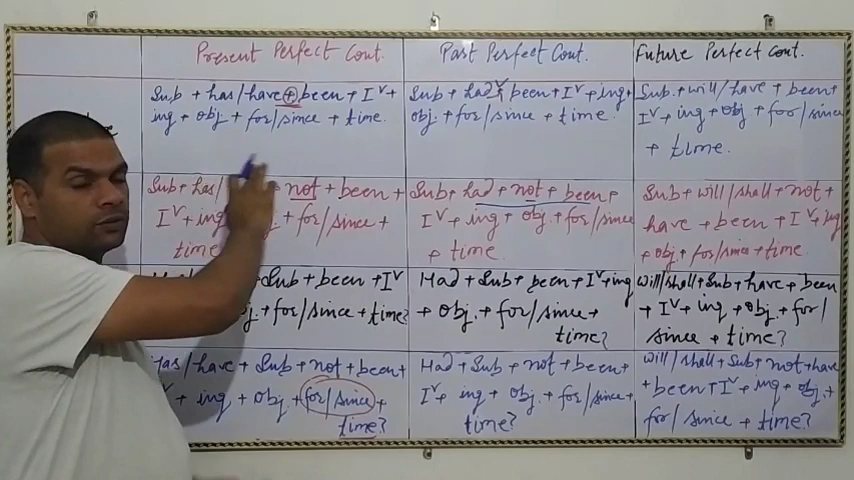 Present Perfect Cont.
Past Perfect Cont.
Future Perfect Cont.
Sub + has/have + been + I V +
ing + obj + for/since + time.
Sub + had + been + I V + ing +
obj. + for/since + time.
Sub. + will/have + been +
I V + ing + obj + for/since
+ time.
Sub + has/ + not + been +
I V + ing + obj. + for/since +
time
Sub + had + not + been +
I V + ing + obj. + for/since
+ time.
Sub + will/shall + not +
have + been + I V + ing
+ obj. + for/since + time.
+ Sub + been + I V
obj. + for/since + time?
Had + Sub + been + I V + ing
+ obj. + for/since +
time?
Will/shall + Sub + have + been
+ I V + ing + obj. + for/
since + time?
Has/have + Sub + not + been +
V + ing + obj. + for/since +
time?
Had + Sub + not + been +
I V + ing + obj. + for/since +
time?
Will/shall + Sub + not + have
+ been + I V + ing + obj. +
for/since + time?